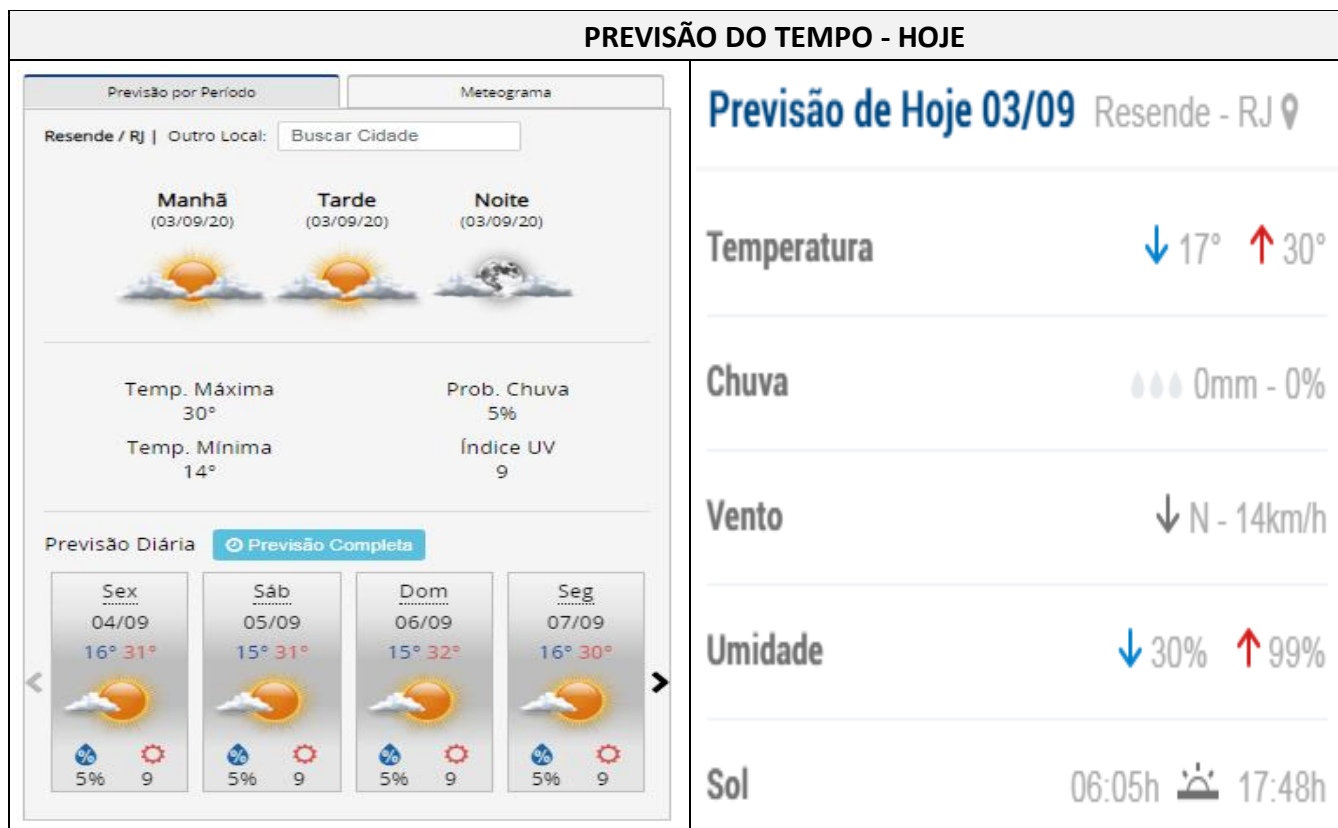 PREVISÃO DO TEMPO - HOJE
Previsão por Período
Meteograma
Resende / RJ | Outro Local: Buscar Cidade
Manhã Tarde Noite
(03/09/20) (03/09/20) (03/09/20)
Temp. Máxima Prob. Chuva
30° 5%
Temp. Mínima Índice UV
14° 9
Previsão Diária Previsão Completa
Sex Sáb Dom Seg
04/09 05/09 06/09 07/09
16° 31° 15° 31° 15° 32° 16° 30°
% % % %
5% 9 5% 9 5% 9 5% 9
Previsão de Hoje 03/09 Resende - RJ
Temperatura 17° 30°
Chuva 0mm - 0%
Vento N - 14km/h
Umidade 30% 99%
Sol 06:05h 17:48h